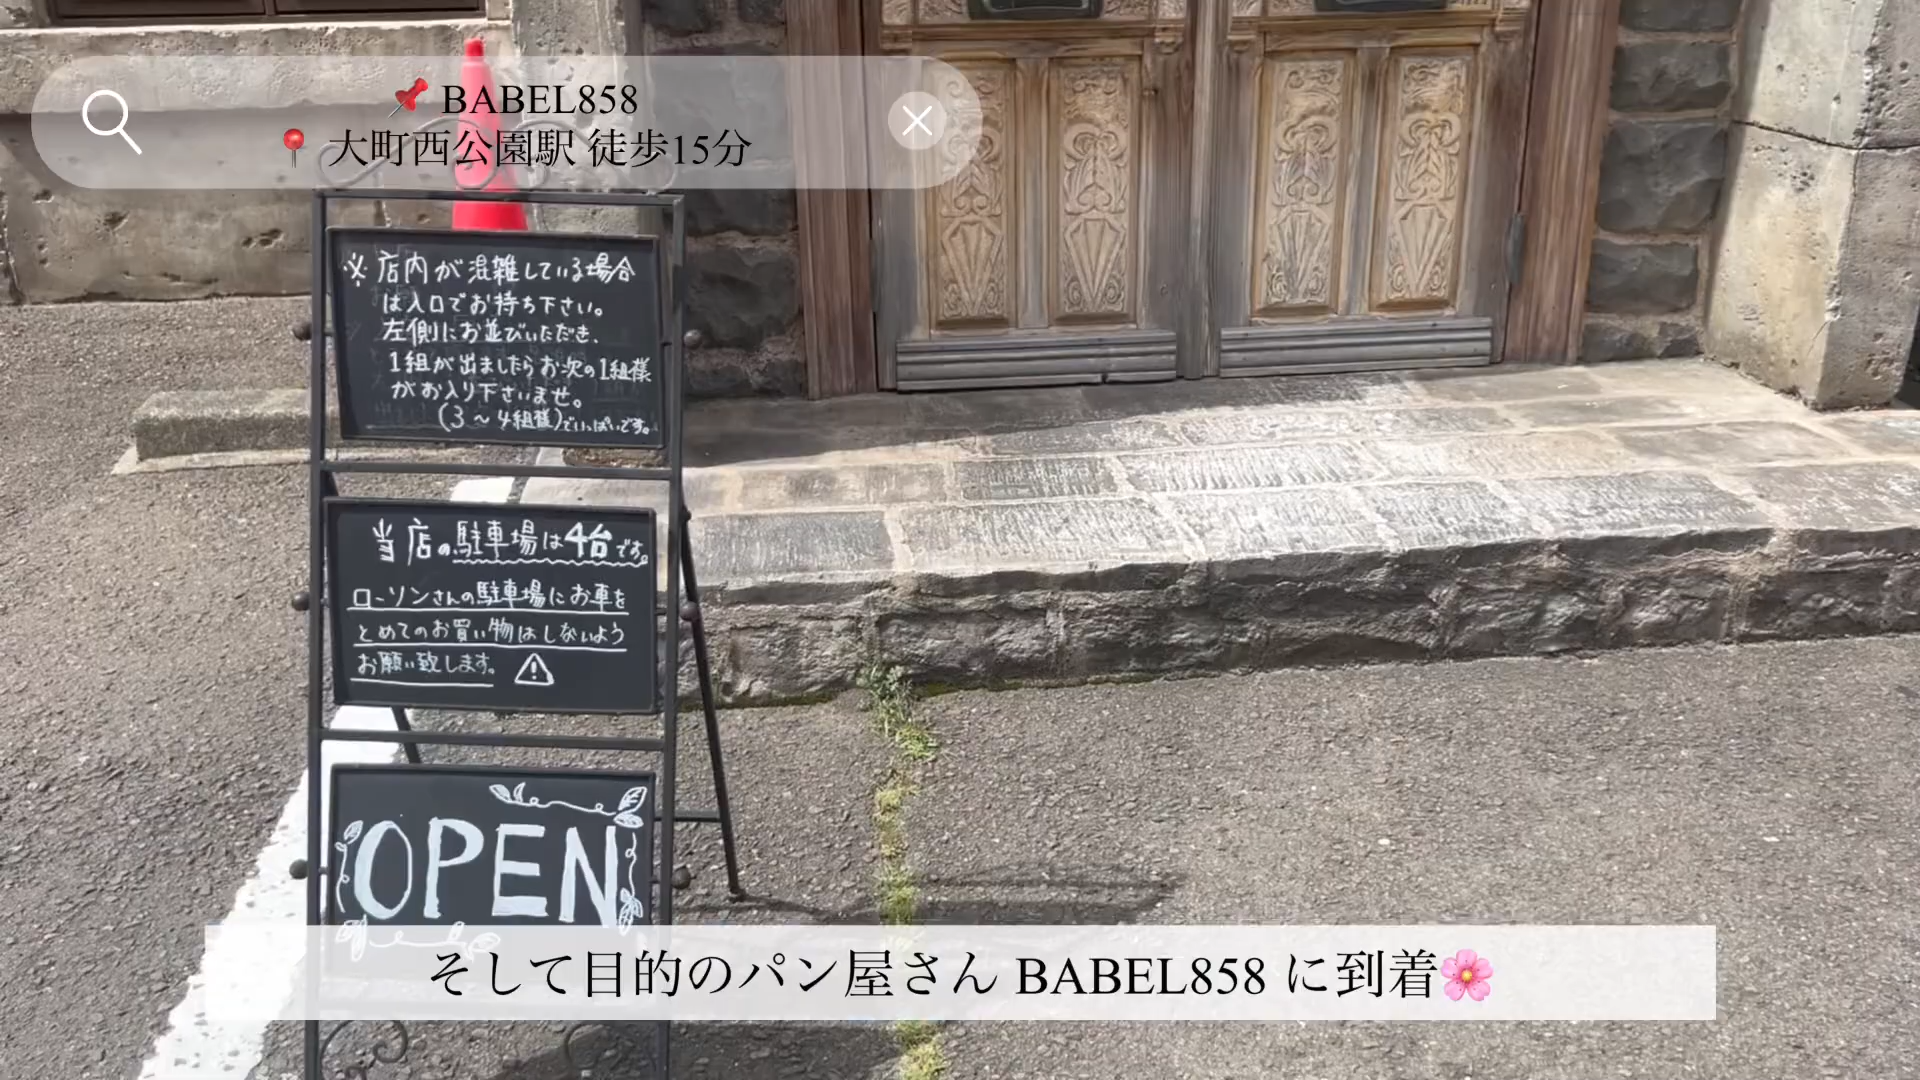 📌 BABEL858
📍 大町西公園駅 徒歩15分
※ 店内が混雑している場合
は入口でお持ち下さい。
左側にお並びいただき、
1組が出ましたらお次の1組様
がお入り下さいませ。
(3～4組様)でいっぱいです。
当店の駐車場は4台です。
ローソンさんの駐車場にお車を
とめてのお買い物はしないよう
お願い致します。
OPEN
そして目的のパン屋さん BABEL858 に到着🌸